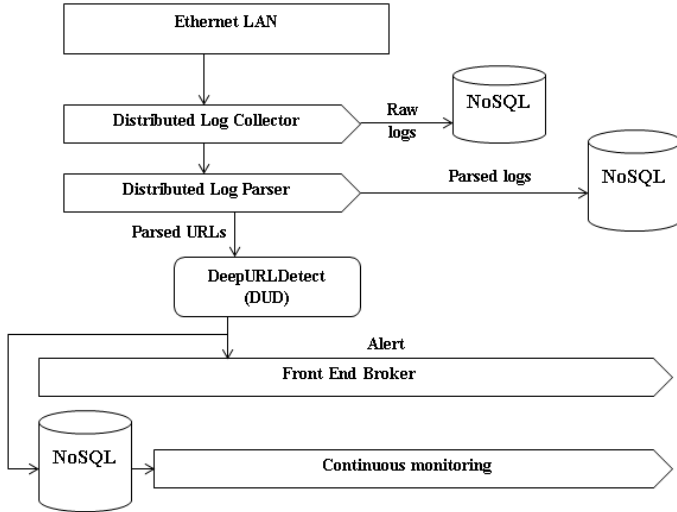 Ethernet LAN
Distributed Log Collector
Raw
logs
NoSQL
Distributed Log Parser
Parsed logs
NoSQL
Parsed URLs
DeepURLDetect
(DUD)
Alert
Front End Broker
NoSQL
Continuous monitoring